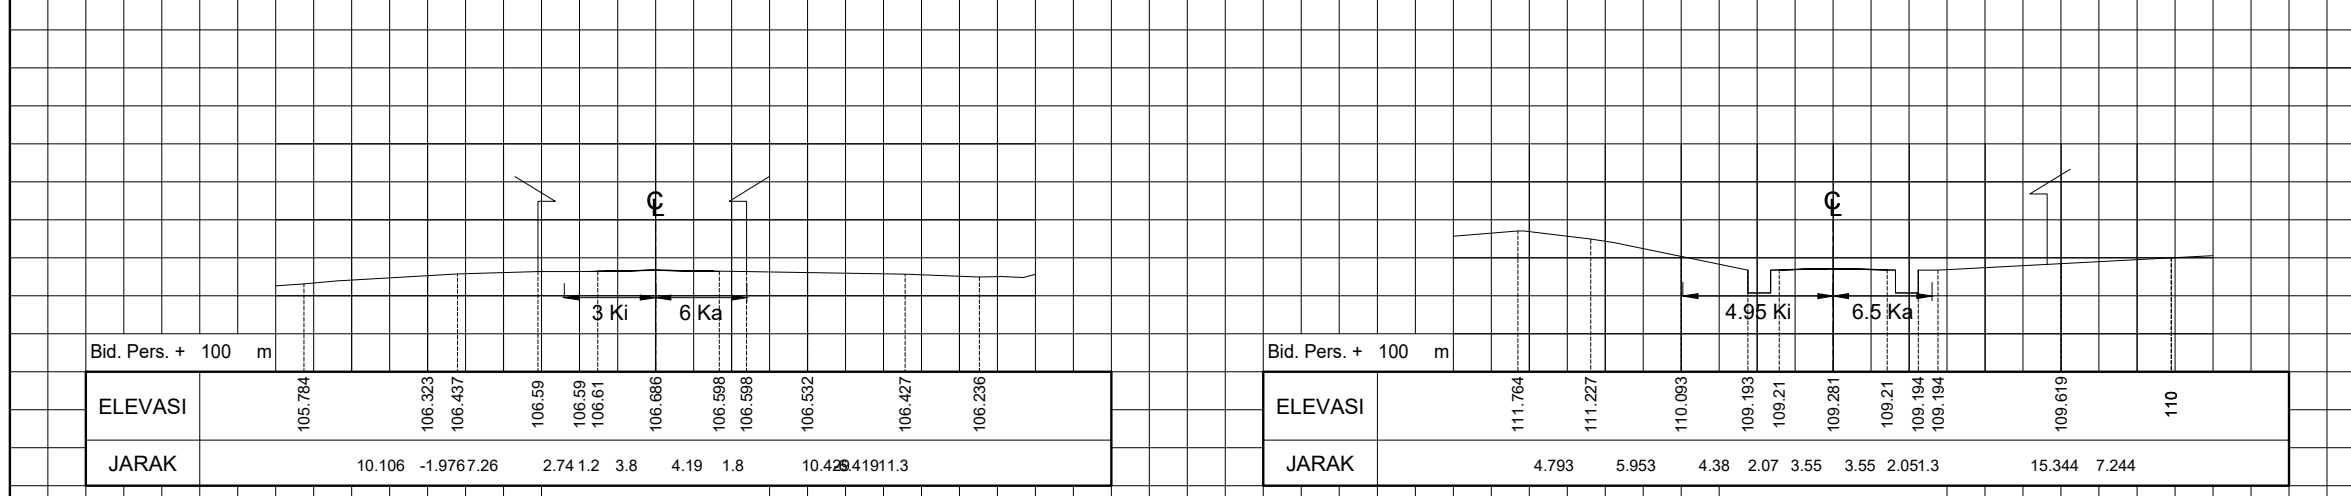 ℄
3 Ki 6 Ka
Bid. Pers. + 100 m
ELEVASI 105.784 106.323 106.437 106.59 106.59 106.61 106.686 106.598 106.598 106.532 106.427 106.236
JARAK 10.106 -1.976 7.26 2.74 1.2 3.8 4.19 1.8 11.3
℄
4.95 Ki 6.5 Ka
Bid. Pers. + 100 m
ELEVASI 111.764 111.227 110.093 109.193 109.21 109.281 109.21 109.194 109.194 109.619 110
JARAK 4.793 5.953 4.38 2.07 3.55 3.55 2.05 1.3 15.344 7.244